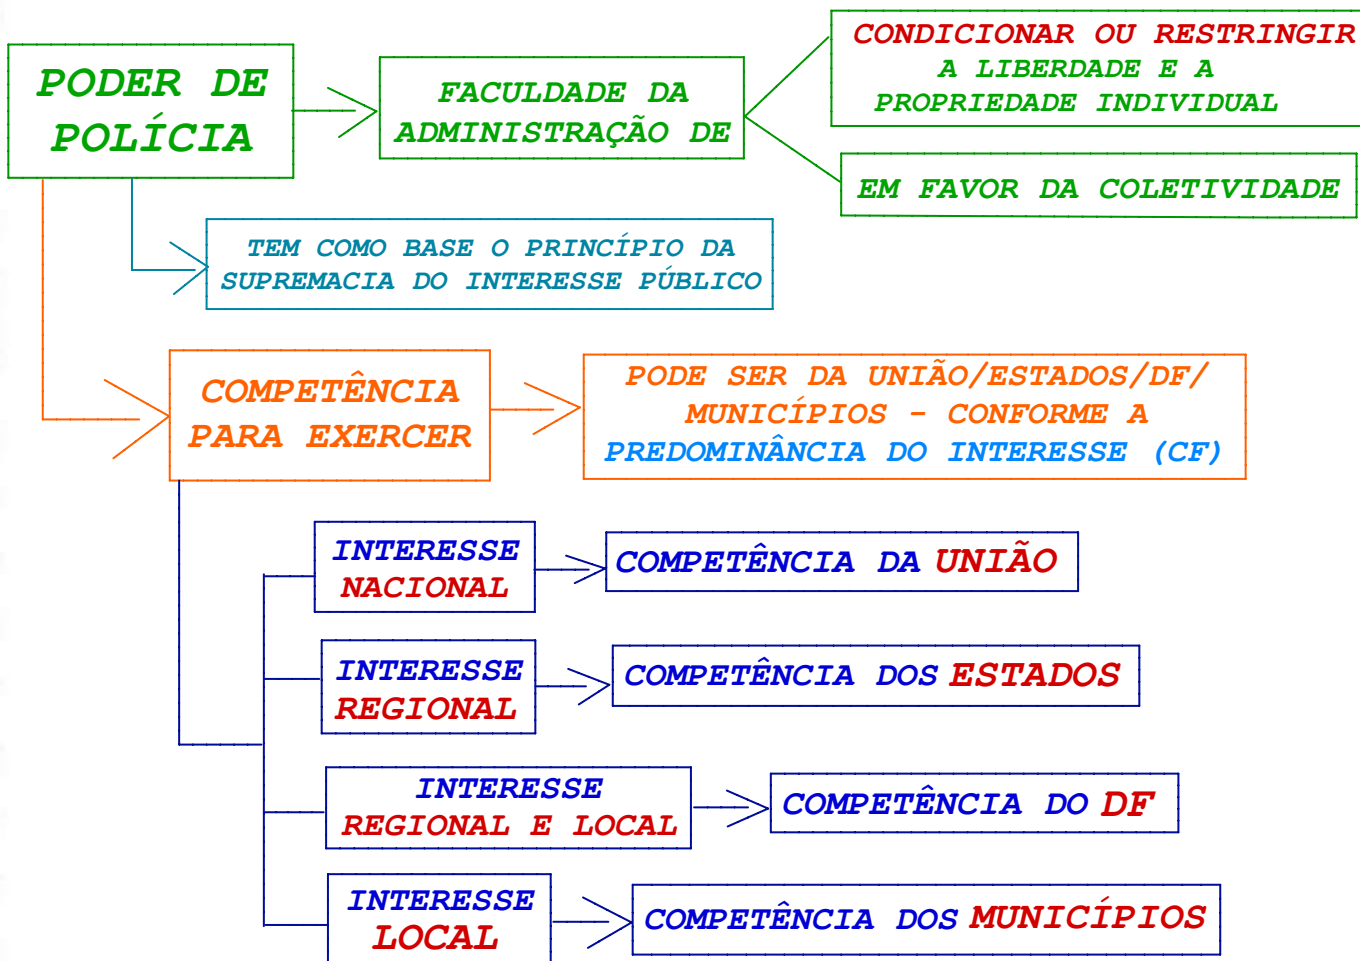 PODER DE
POLÍCIA
FACULDADE DA
ADMINISTRAÇÃO DE
CONDICIONAR OU RESTRINGIR
A LIBERDADE E A
PROPRIEDADE INDIVIDUAL
EM FAVOR DA COLETIVIDADE
TEM COMO BASE O PRINCÍPIO DA
SUPREMACIA DO INTERESSE PÚBLICO
COMPETÊNCIA
PARA EXERCER
PODE SER DA UNIÃO/ESTADOS/DF/
MUNICÍPIOS - CONFORME A
PREDOMINÂNCIA DO INTERESSE (CF)
INTERESSE
NACIONAL
COMPETÊNCIA DA UNIÃO
INTERESSE
REGIONAL
COMPETÊNCIA DOS ESTADOS
INTERESSE
REGIONAL E LOCAL
COMPETÊNCIA DO DF
INTERESSE
LOCAL
COMPETÊNCIA DOS MUNICÍPIOS